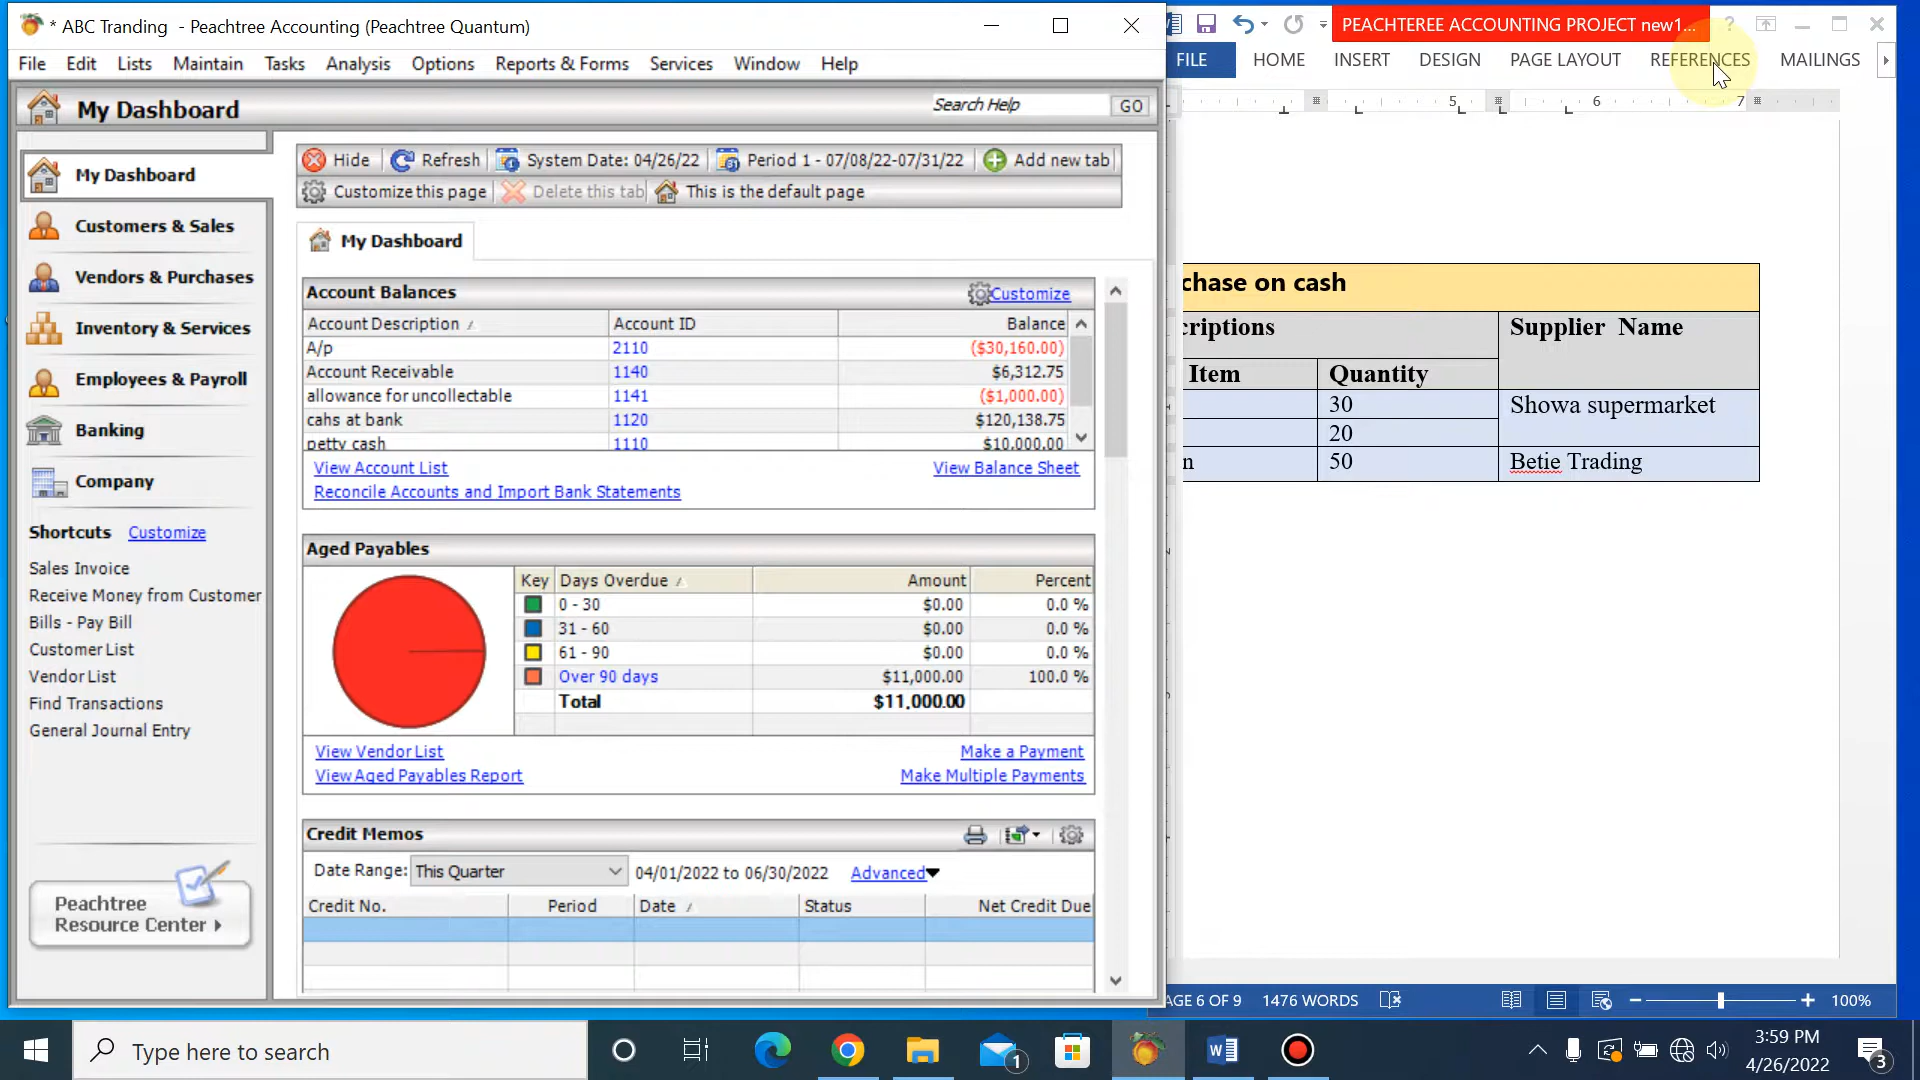 * ABC Tranding - Peachtree Accounting (Peachtree Quantum)
File Edit Lists Maintain Tasks Analysis Options Reports & Forms Services Window Help
My Dashboard
Search Help GO
My Dashboard
Customers & Sales
Vendors & Purchases
Inventory & Services
Employees & Payroll
Banking
Company
Shortcuts Customize
Sales Invoice
Receive Money from Customer
Bills - Pay Bill
Customer List
Vendor List
Find Transactions
General Journal Entry
Peachtree
Resource Center
Hide Refresh System Date: 04/26/22 Period 1 - 07/08/22-07/31/22 Add new tab
Customize this page Delete this tab This is the default page
My Dashboard
Account Balances Customize
Account Description Account ID Balance
A/p 2110 ($30,160.00)
Account Receivable 1140 $6,312.75
allowance for uncollectable 1141 ($1,000.00)
cahs at bank 1120 $120,138.75
petty cash 1110 $10,000.00
View Account List View Balance Sheet
Reconcile Accounts and Import Bank Statements
Aged Payables
Key Days Overdue Amount Percent
0 - 30 $0.00 0.0 %
31 - 60 $0.00 0.0 %
61 - 90 $0.00 0.0 %
Over 90 days $11,000.00 100.0 %
Total $11,000.00
View Vendor List Make a Payment
View Aged Payables Report Make Multiple Payments
Credit Memos
Date Range: This Quarter 04/01/2022 to 06/30/2022 Advanced
Credit No. Period Date Status Net Credit Due
PEACHTEREE ACCOUNTING PROJECT new1... ?
FILE HOME INSERT DESIGN PAGE LAYOUT REFERENCES MAILINGS
5 6 7
chase on cash
criptions Supplier Name
Item Quantity
30 Showa supermarket
20
n 50 Betie Trading
AGE 6 OF 9 1476 WORDS 100%
Type here to search
1
3:59 PM
4/26/2022
3